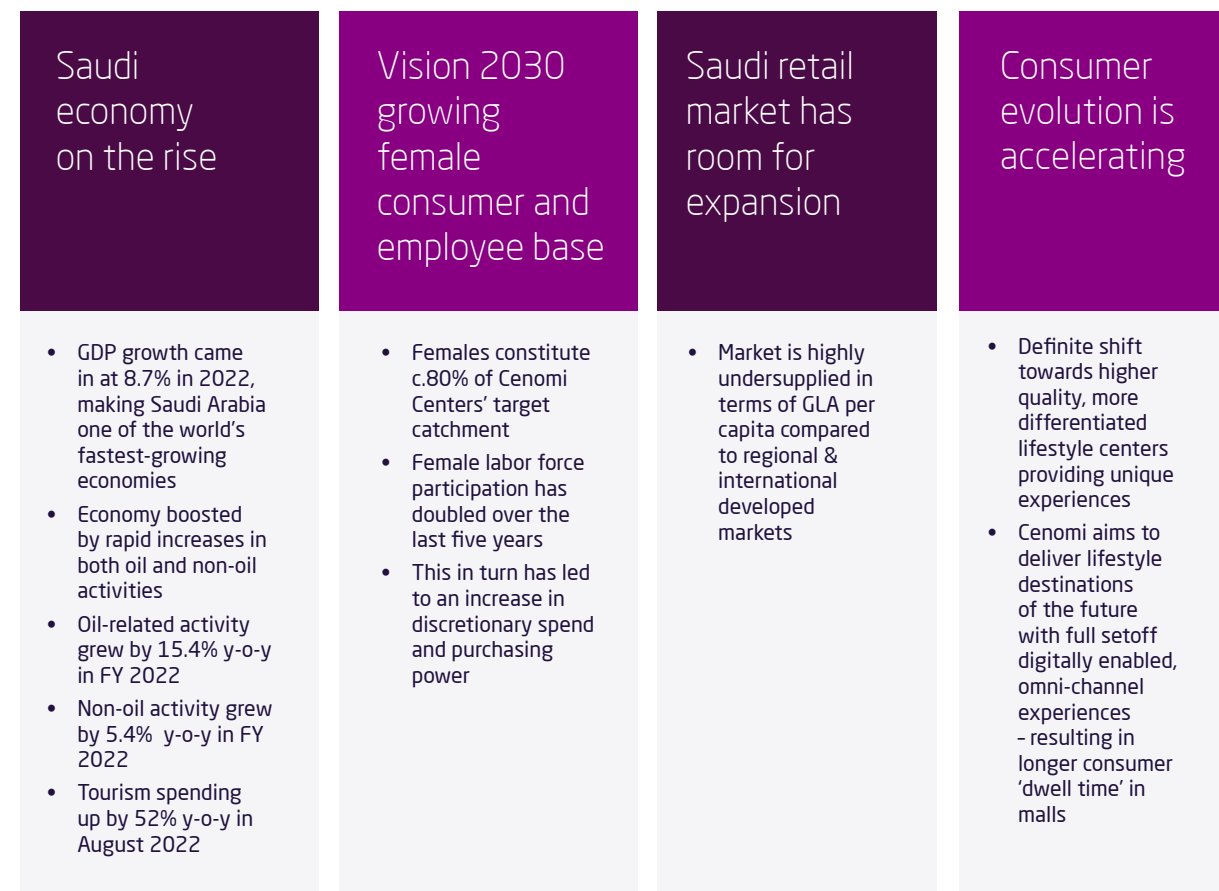 Saudi
economy
on the rise
• GDP growth came
in at 8.7% in 2022,
making Saudi Arabia
one of the world's
fastest-growing
economies
• Economy boosted
by rapid increases in
both oil and non-oil
activities
• Oil-related activity
grew by 15.4% y-o-y
in FY 2022
• Non-oil activity grew
by 5.4% y-o-y in FY
2022
• Tourism spending
up by 52% y-o-y in
August 2022
Vision 2030
growing
female
consumer and
employee base
• Females constitute
c.80% of Cenomi
Centers' target
catchment
• Female labor force
participation has
doubled over the
last five years
• This in turn has led
to an increase in
discretionary spend
and purchasing
power
Saudi retail
market has
room for
expansion
• Market is highly
undersupplied in
terms of GLA per
capita compared
to regional &
international
developed
markets
Consumer
evolution is
accelerating
• Definite shift
towards higher
quality, more
differentiated
lifestyle centers
providing unique
experiences
• Cenomi aims to
deliver lifestyle
destinations
of the future
with full setoff
digitally enabled,
omni-channel
experiences
– resulting in
longer consumer
'dwell time' in
malls